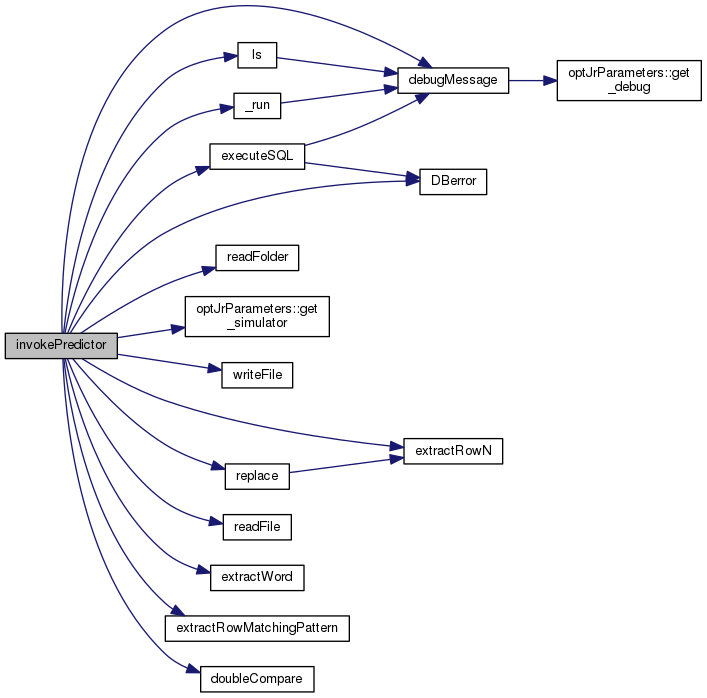 ls
debugMessage
optJrParameters::get
_debug
_run
executeSQL
DBerror
readFolder
optJrParameters::get
_simulator
invokePredictor
writeFile
extractRowN
replace
readFile
extractWord
extractRowMatchingPattern
doubleCompare